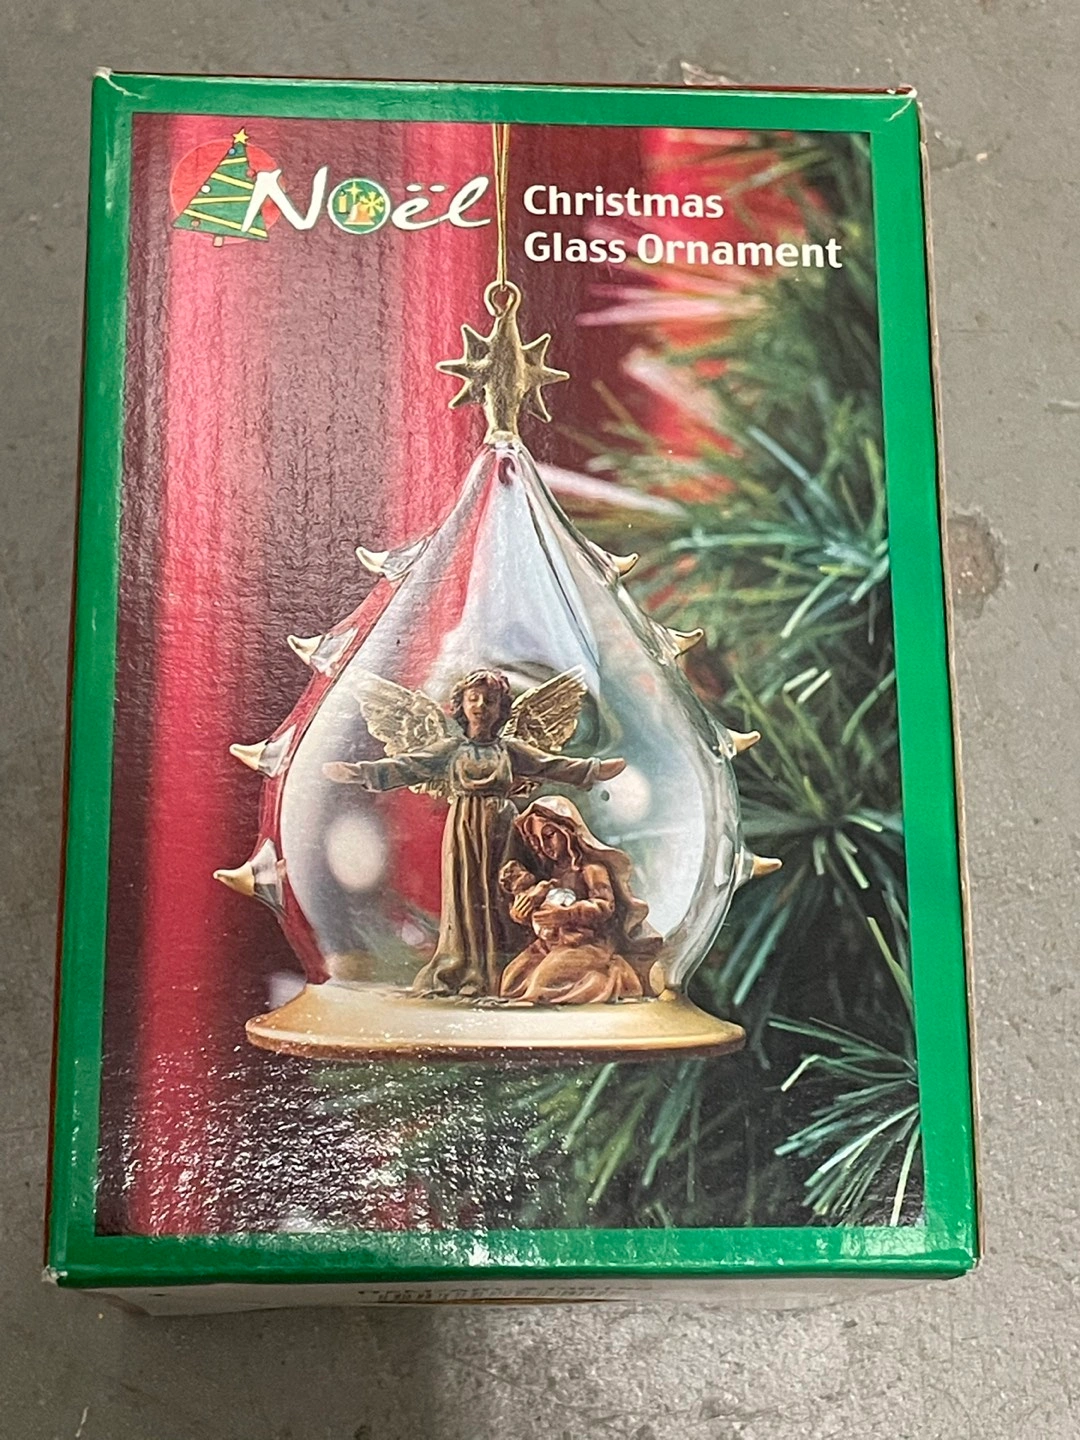 Noël
Christmas
Glass Ornament